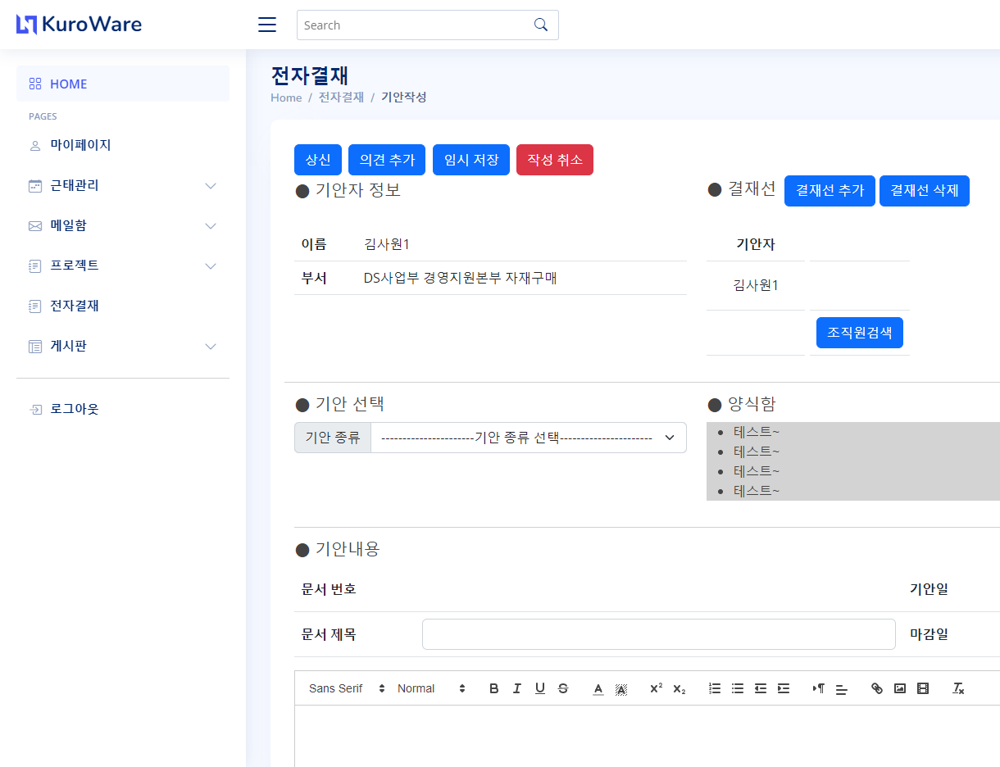 KuroWare
Search
HOME
PAGES
마이페이지
근태관리
메일함
프로젝트
전자결재
게시판
로그아웃
전자결재
Home / 전자결재 / 기안작성
상신 의견 추가 임시 저장 작성 취소
● 기안자 정보
이름 김사원1
부서 DS사업부 경영지원본부 자재구매
● 결재선 결재선 추가 결재선 삭제
기안자
김사원1
조직원검색
● 기안 선택
기안 종류 ----------------------기안 종류 선택----------------------
● 양식함
• 테스트~
• 테스트~
• 테스트~
• 테스트~
● 기안내용
문서 번호 기안일
문서 제목 마감일
Sans Serif Normal